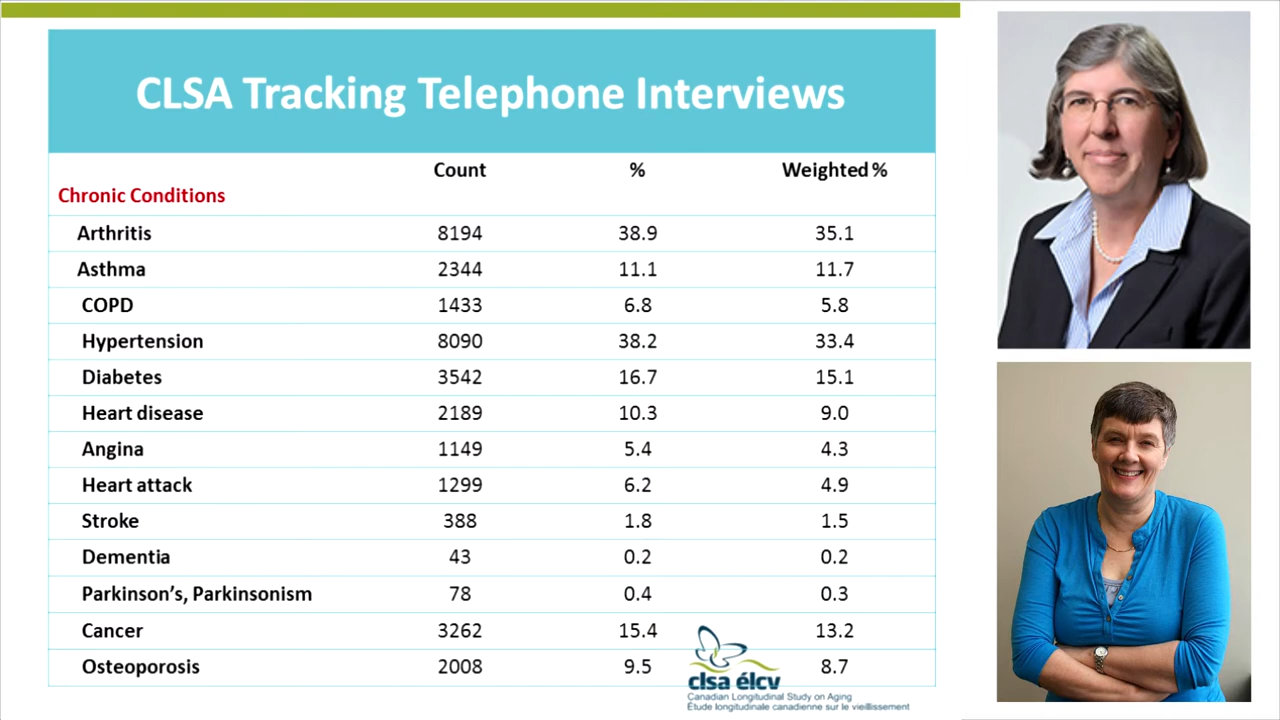 CLSA Tracking Telephone Interviews
Count % Weighted %
Chronic Conditions
Arthritis 8194 38.9 35.1
Asthma 2344 11.1 11.7
COPD 1433 6.8 5.8
Hypertension 8090 38.2 33.4
Diabetes 3542 16.7 15.1
Heart disease 2189 10.3 9.0
Angina 1149 5.4 4.3
Heart attack 1299 6.2 4.9
Stroke 388 1.8 1.5
Dementia 43 0.2 0.2
Parkinson's, Parkinsonism 78 0.4 0.3
Cancer 3262 15.4 13.2
Osteoporosis 2008 9.5 8.7
clsa élcv
Canadian Longitudinal Study on Aging
Étude longitudinale canadienne sur le vieillissement